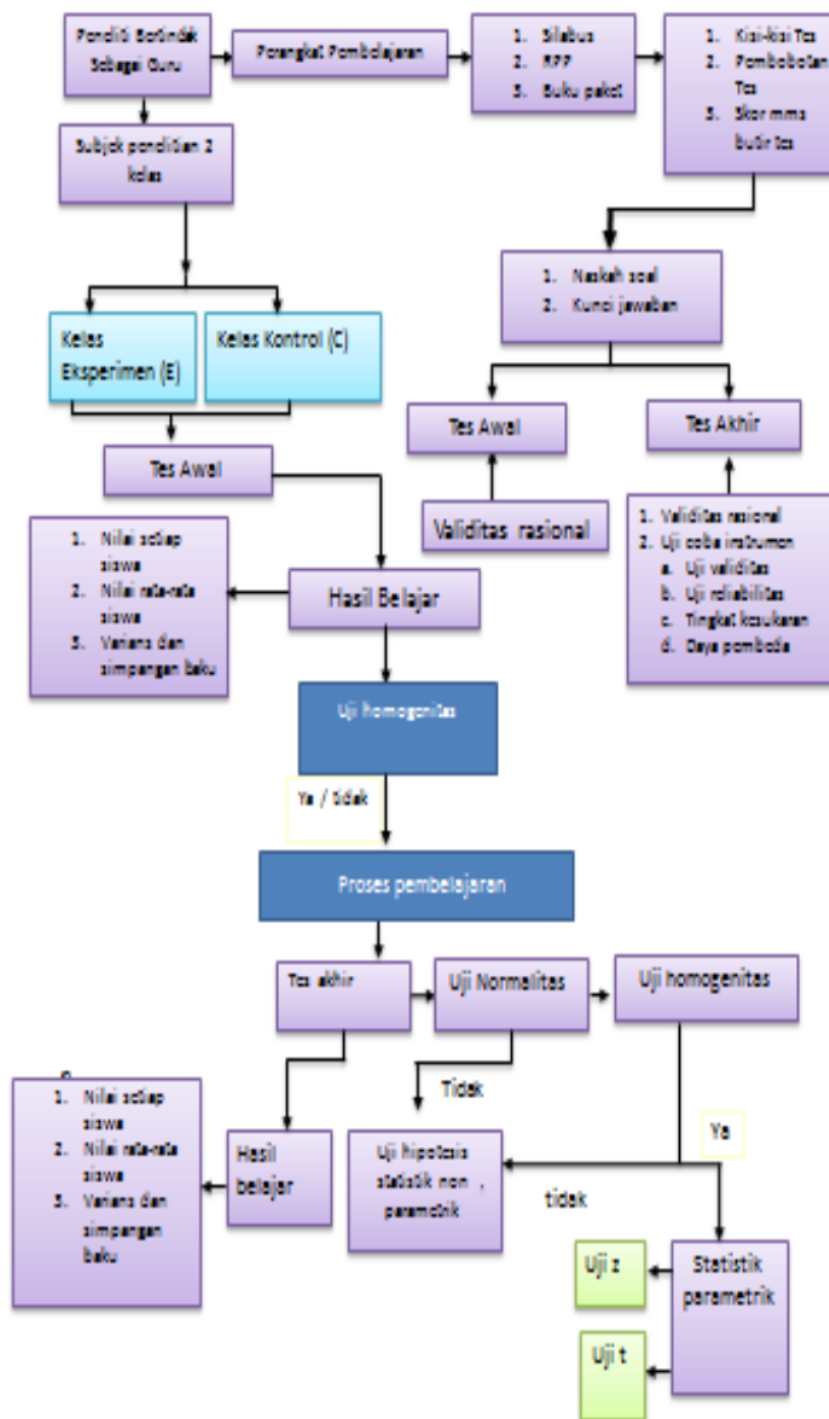 Peneliti Bertindak
Sebagai Guru
Perangkat Pembelajaran
1. Silabus
2. RPP
3. Buku paket
1. Kisi-kisi Tes
2. Pembobotan
Tes
3. Skor
butir tes
Subjek penelitian 2
kelas
1. Naskah soal
2. Kunci jawaban
Kelas
Eksperimen (E)
Kelas Kontrol (C)
Tes Awal
Tes Akhir
Tes Awal
Validitas rasional
1. Validitas rasional
2. Uji coba instrumen
a. Uji validitas
b. Uji reliabilitas
c. Tingkat kesukaran
d. Daya pembeda
1. Nilai setiap
siswa
2. Nilai rata-rata
siswa
3. Varians dan
simpangan baku
Hasil Belajar
Uji homogenitas
Ya / tidak
Proses pembelajaran
Tes akhir
Uji Normalitas
Uji homogenitas
Tidak
Ya
1. Nilai setiap
siswa
2. Nilai rata-rata
siswa
3. Varians dan
simpangan
baku
Hasil
belajar
Uji hipotesis
statistik non
parametrik
tidak
Uji z
Statistik
parametrik
Uji t